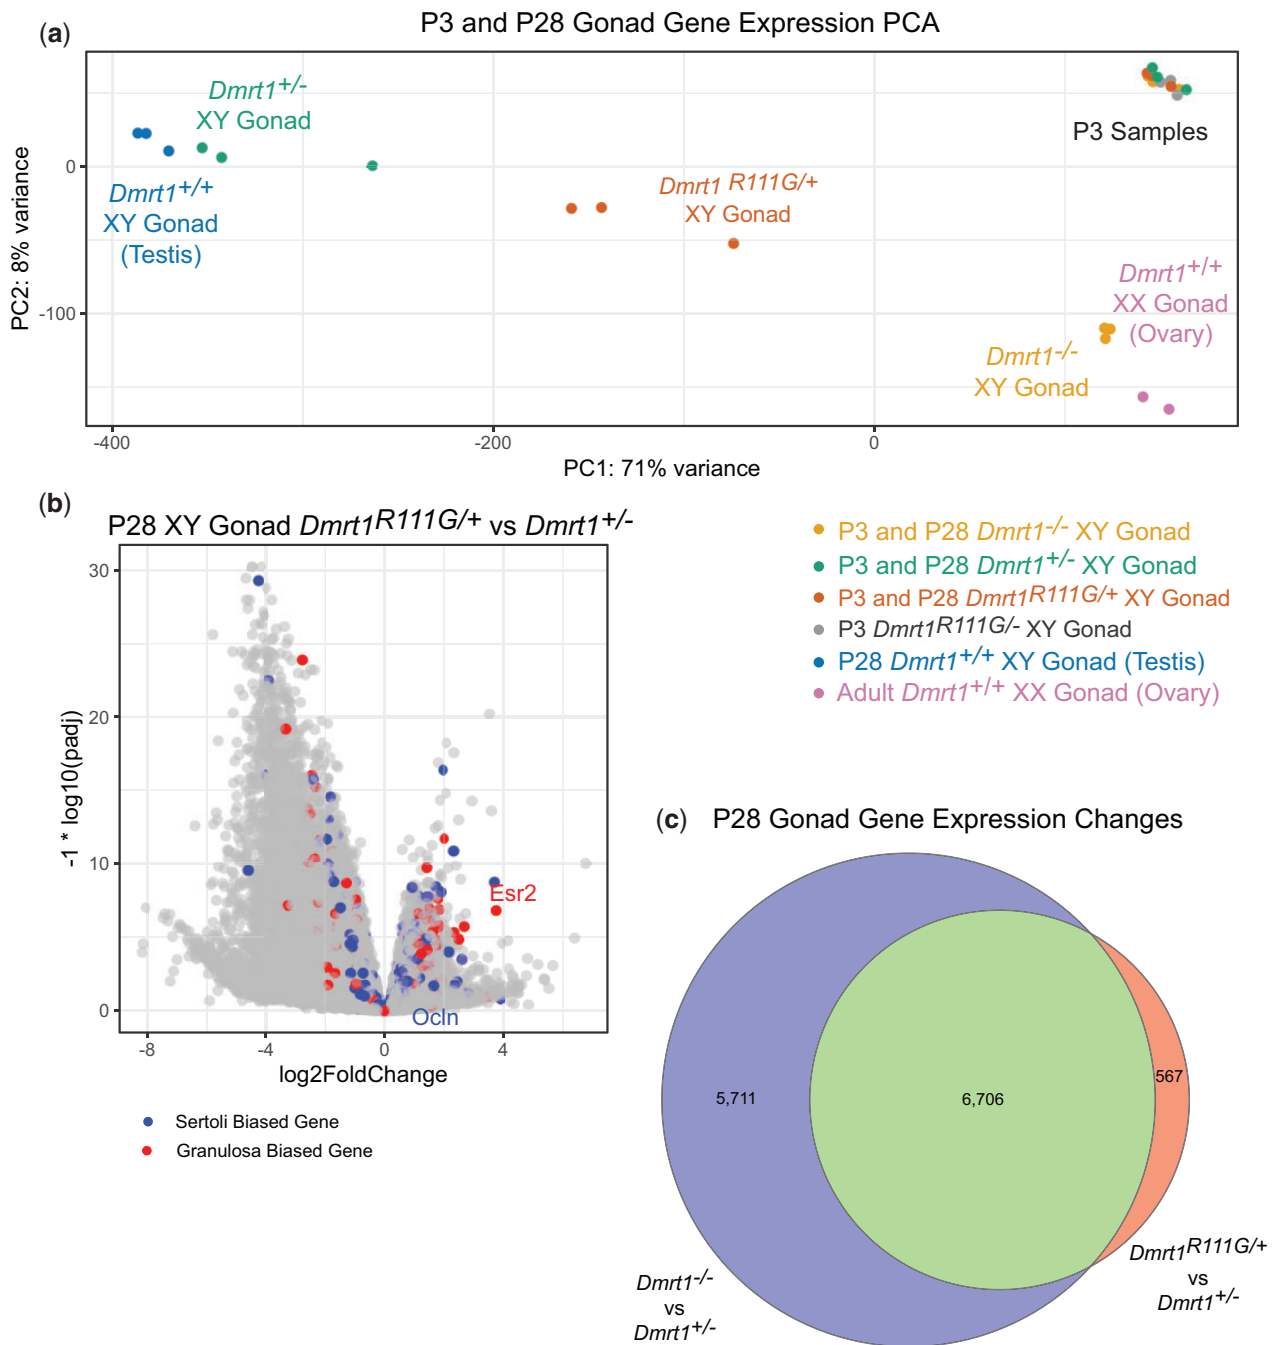 (a)
P3 and P28 Gonad Gene Expression PCA
Dmrt1+/-
XY Gonad
Dmrt1+/+
XY Gonad
(Testis)
Dmrt1 R111G/+
XY Gonad
P3 Samples
Dmrt1+/+
XX Gonad
(Ovary)
Dmrt1-/-
XY Gonad
0
-100
PC2: 8% variance
-400
-200
0
PC1: 71% variance
(b)
P28 XY Gonad Dmrt1R111G/+ vs Dmrt1+/-
30
20
10
0
-1 * log10(padj)
Esr2
Ocln
-8
-4
0
4
log2FoldChange
Sertoli Biased Gene
Granulosa Biased Gene
P3 and P28 Dmrt1-/- XY Gonad
P3 and P28 Dmrt1+/- XY Gonad
P3 and P28 Dmrt1R111G/+ XY Gonad
P3 Dmrt1R111G/- XY Gonad
P28 Dmrt1+/+ XY Gonad (Testis)
Adult Dmrt1+/+ XX Gonad (Ovary)
(c)
P28 Gonad Gene Expression Changes
5,711
6,706
567
Dmrt1-/-
vs
Dmrt1+/-
Dmrt1R111G/+
vs
Dmrt1+/-